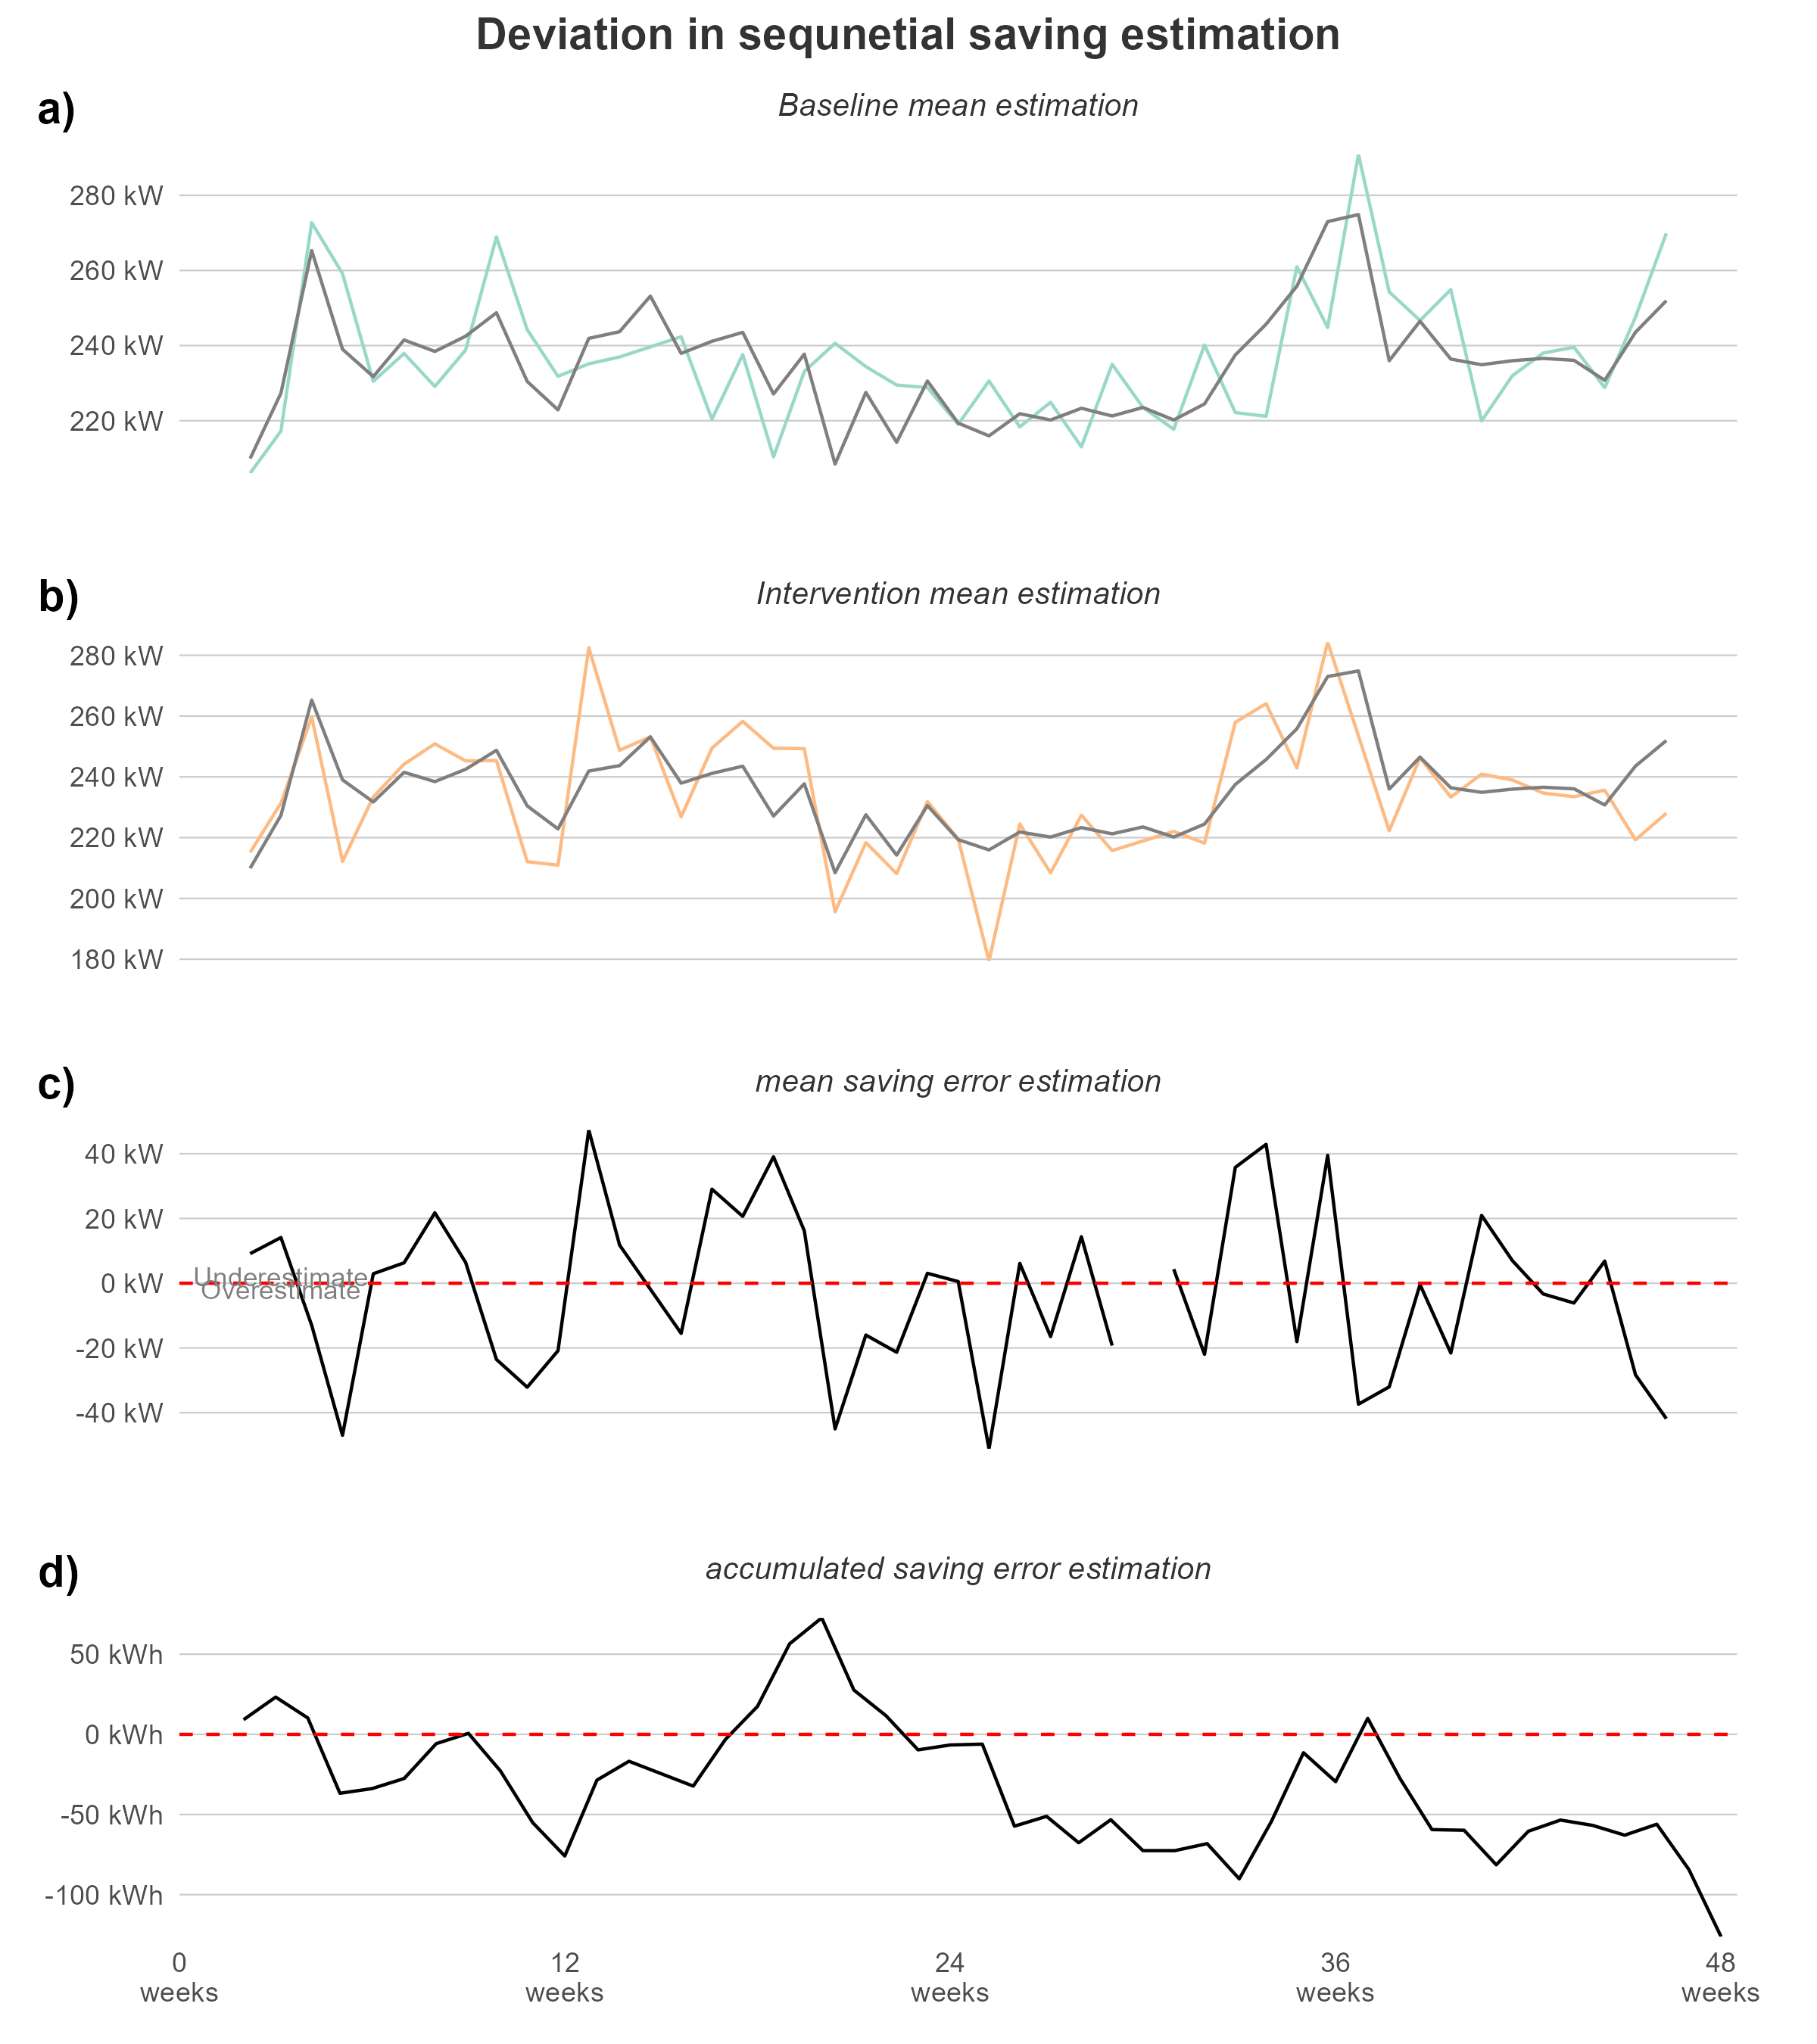 Deviation in sequnetial saving estimation
a)
Baseline mean estimation
280 kW
260 kW
240 kW
220 kW
b)
Intervention mean estimation
280 kW
260 kW
240 kW
220 kW
200 kW
180 kW
c)
mean saving error estimation
40 kW
20 kW
Underestimate
0 kW
Overestimate
-20 kW
-40 kW
d)
accumulated saving error estimation
50 kWh
0 kWh
-50 kWh
-100 kWh
0 12 24 36 48
weeks weeks weeks weeks weeks